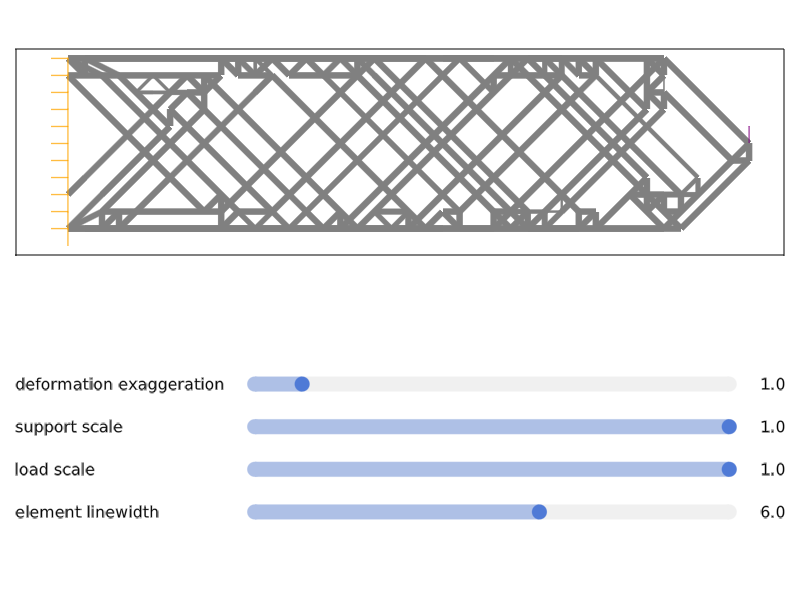 deformation exaggeration 1.0
support scale 1.0
load scale 1.0
element linewidth 6.0